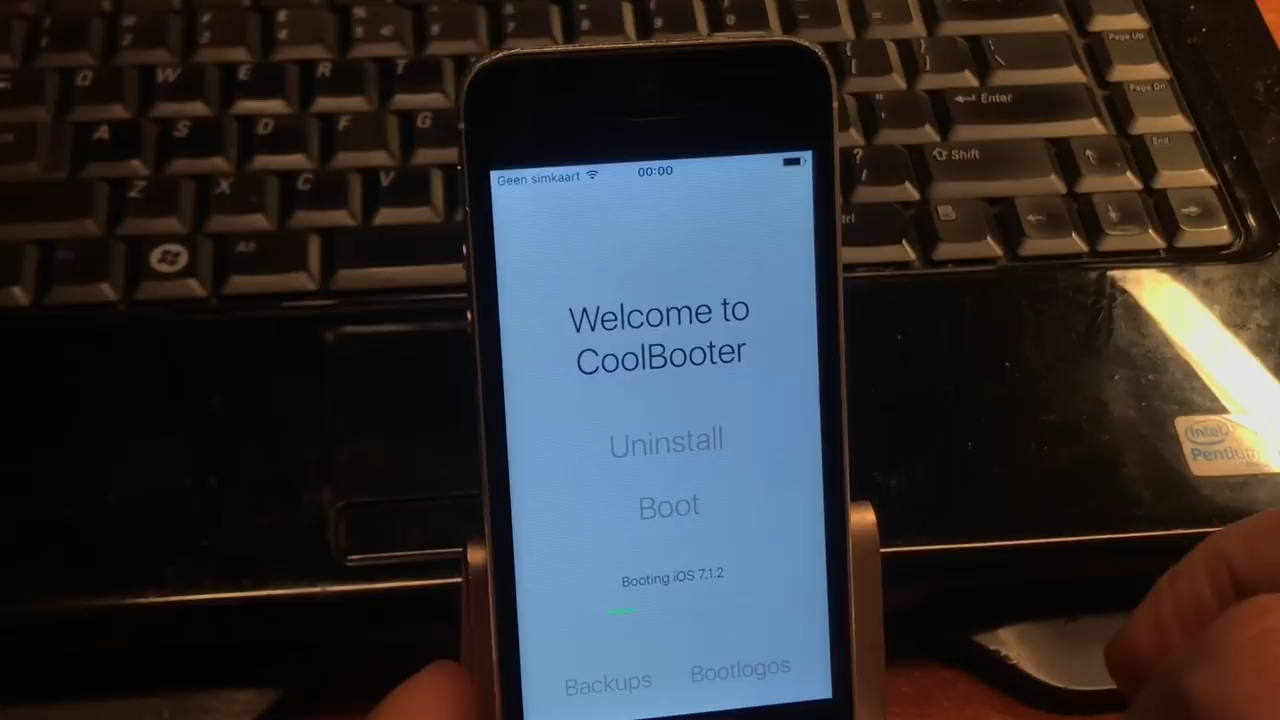 Q W E R T
A S D F G
Z X C V
Alt
Page Up
Page Dn
Enter
End
Shift
Geen simkaart 00:00
Welcome to
CoolBooter
Uninstall
Boot
Booting iOS 7.1.2
Backups Bootlogos
intel
Pentium